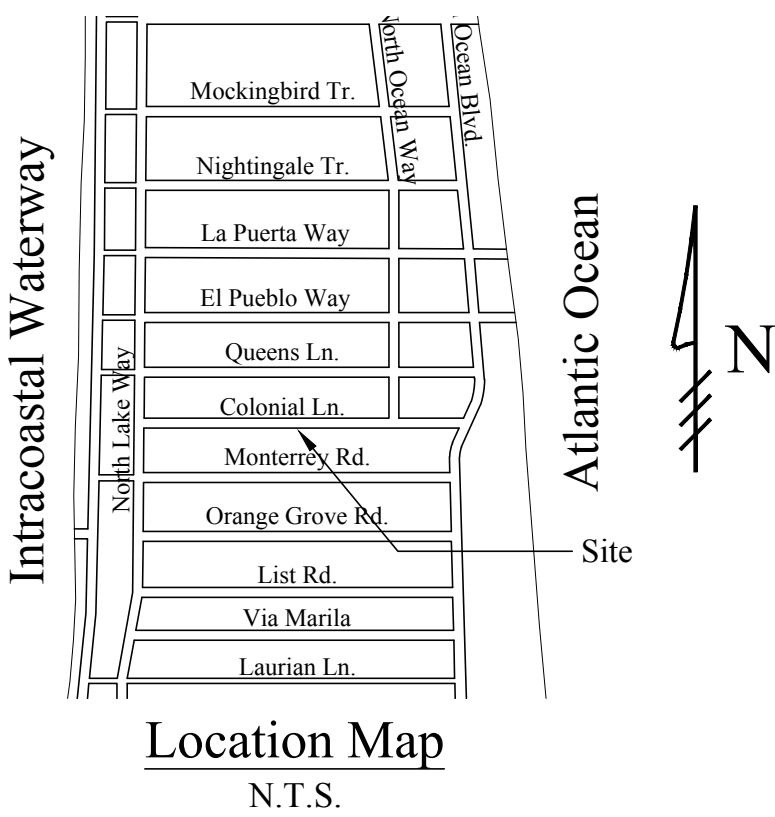 North Ocean Way
Ocean Blvd.
Mockingbird Tr.
Nightingale Tr.
La Puerta Way
El Pueblo Way
Queens Ln.
Colonial Ln.
Monterrey Rd.
Orange Grove Rd.
List Rd.
Via Marila
Laurian Ln.
North Lake Way
Intracoastal Waterway
Atlantic Ocean
N
Site
Location Map
N.T.S.